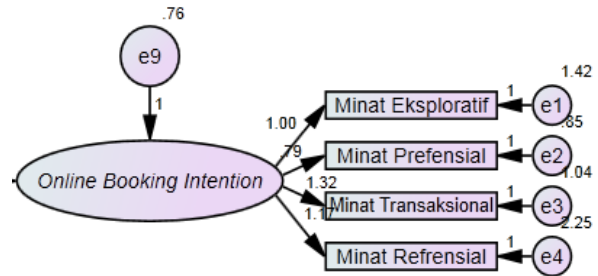 .76
e9
1
1.42
Minat Eksploratif
1
e1
1.00
.85
.79
Minat Prefensial
1
e2
Online Booking Intention
1.32
1.04
Minat Transaksional
1
e3
1.17
2.25
Minat Refrensial
1
e4